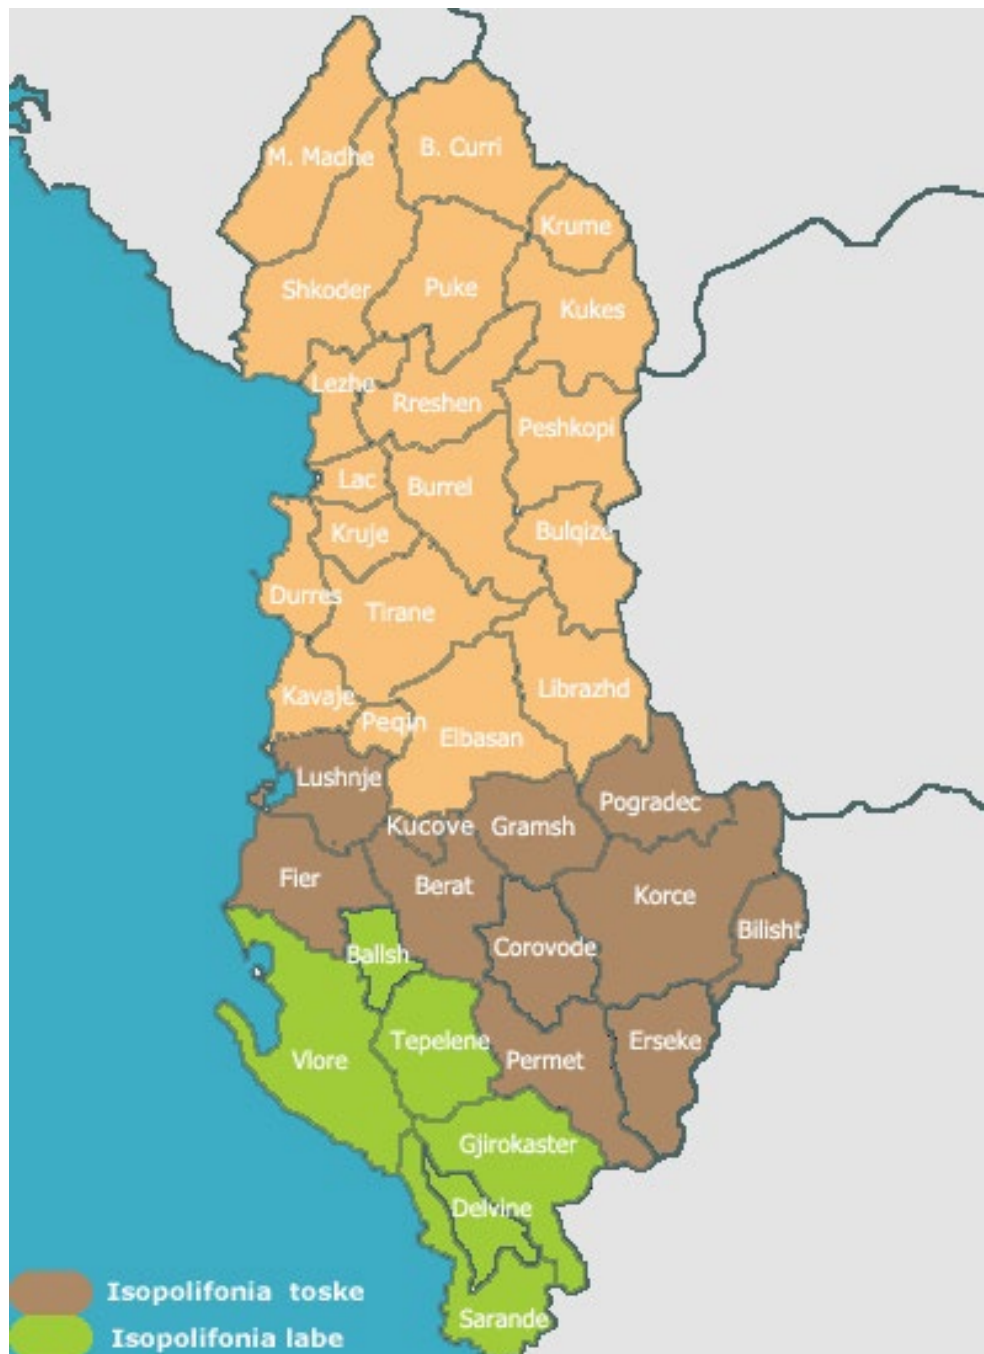 M. Madhe
B. Curri
Krume
Shkoder
Puke
Kukes
Lezhe
Rreshen
Peshkopi
Lac
Burrel
Kruje
Bulqize
Durres
Tirane
Kavaje
Librazhd
Peqin
Elbasan
Lushnje
Pogradec
Kucove
Gramsh
Fier
Berat
Korce
Bilisht
Ballsh
Corovode
Vlore
Tepelene
Permet
Erseke
Gjirokaster
Delvine
Isopolifonia toske
Sarande
Isopolifonia labe